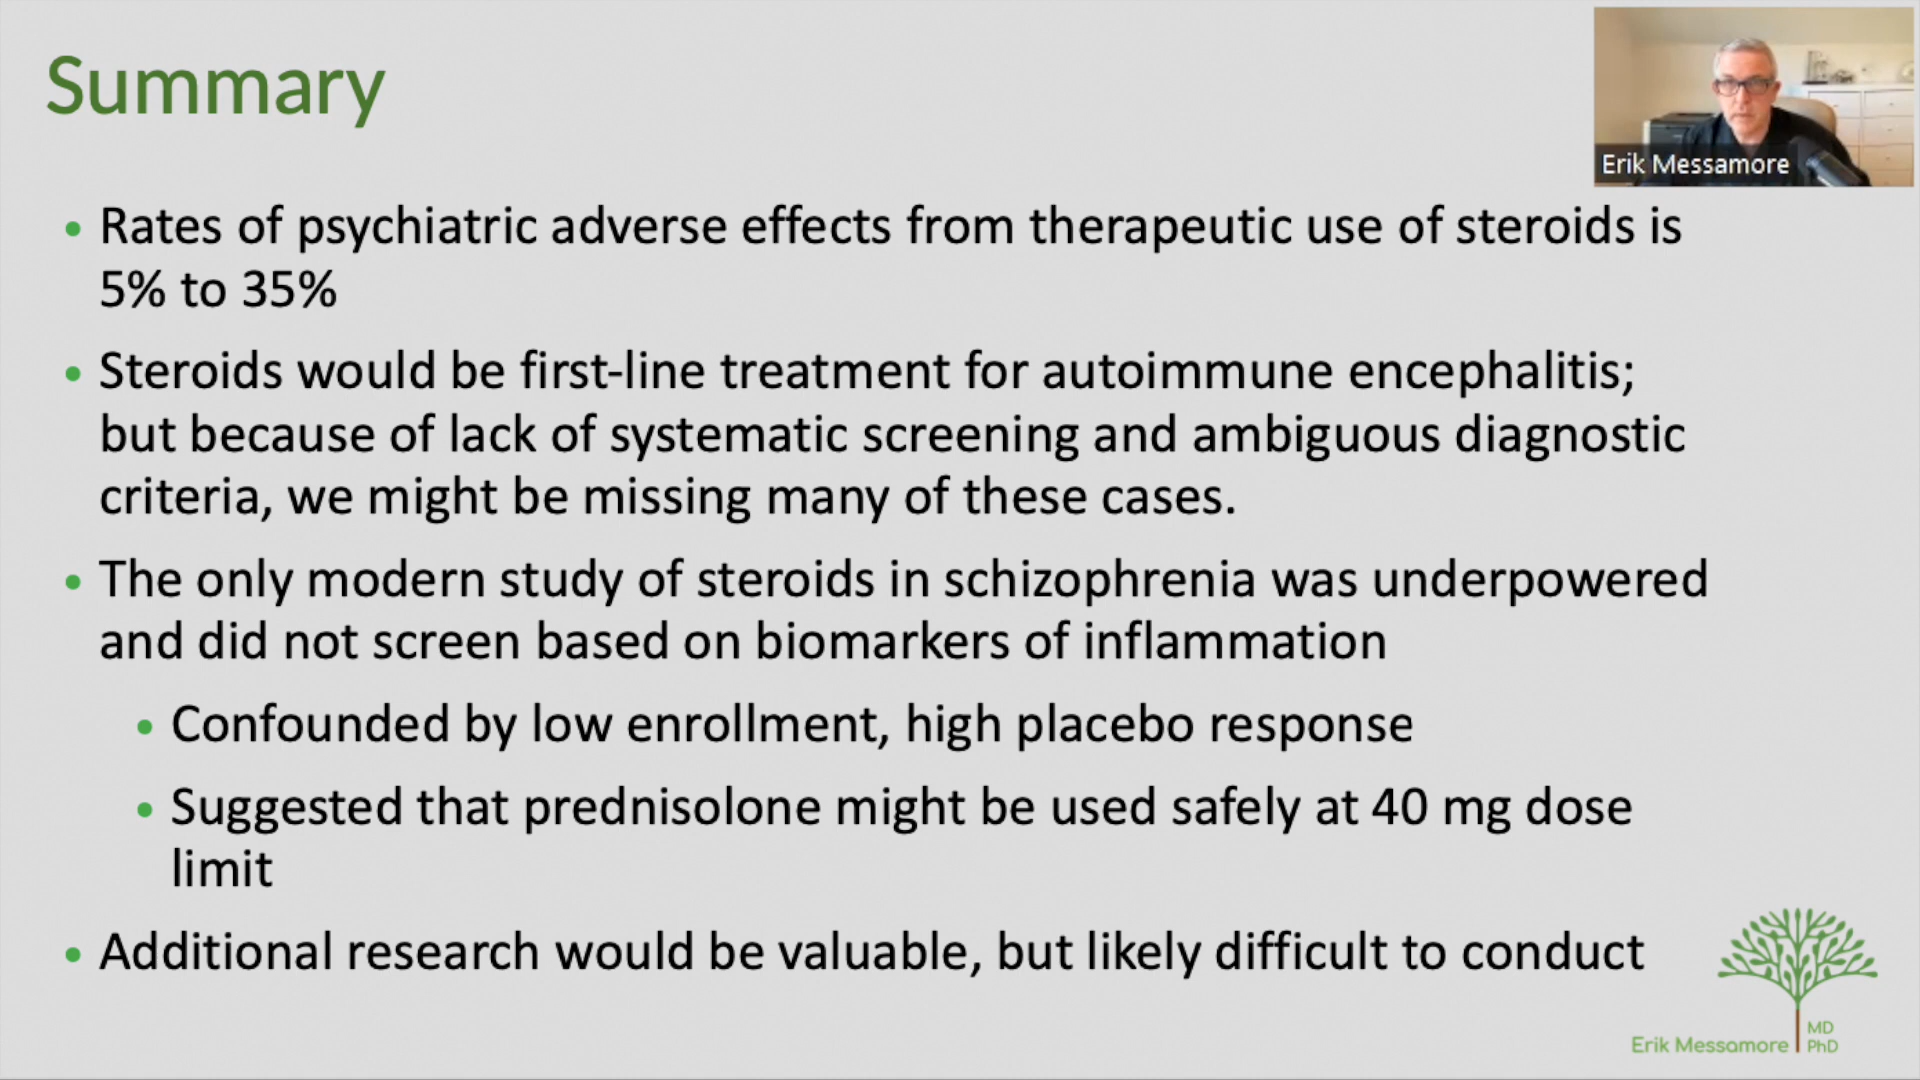 Summary
Erik Messamore
• Rates of psychiatric adverse effects from therapeutic use of steroids is
5% to 35%
• Steroids would be first-line treatment for autoimmune encephalitis;
but because of lack of systematic screening and ambiguous diagnostic
criteria, we might be missing many of these cases.
• The only modern study of steroids in schizophrenia was underpowered
and did not screen based on biomarkers of inflammation
• Confounded by low enrollment, high placebo response
• Suggested that prednisolone might be used safely at 40 mg dose
limit
• Additional research would be valuable, but likely difficult to conduct
Erik Messamore
MD
PhD